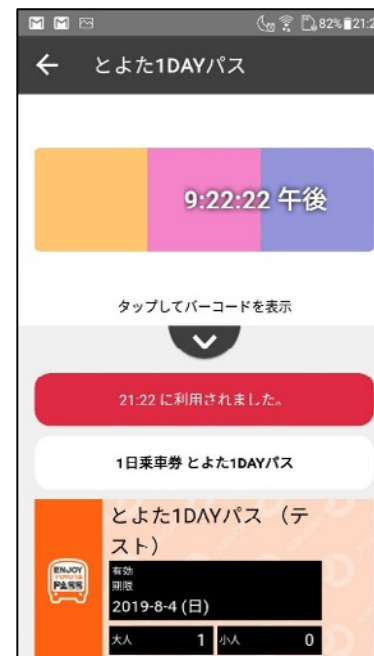 82% 21:2
とよた1DAYパス
9:22:22 午後
タップしてバーコードを表示
21:22 に利用されました。
1日乗車券 とよた1DAYパス
とよた1DAYパス （テ
スト）
ENJOY
TOYOTA
PASS
有効
期限
2019-8-4 (日)
大人 1 小人 0